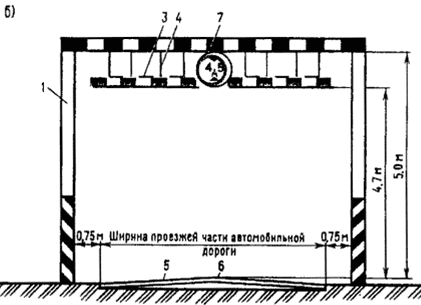 б)
3 4 7
4,5
1
4,7 м
5,0 м
0,75 м Ширина проезжей части автомобильной 0,75 м
дороги
5 6